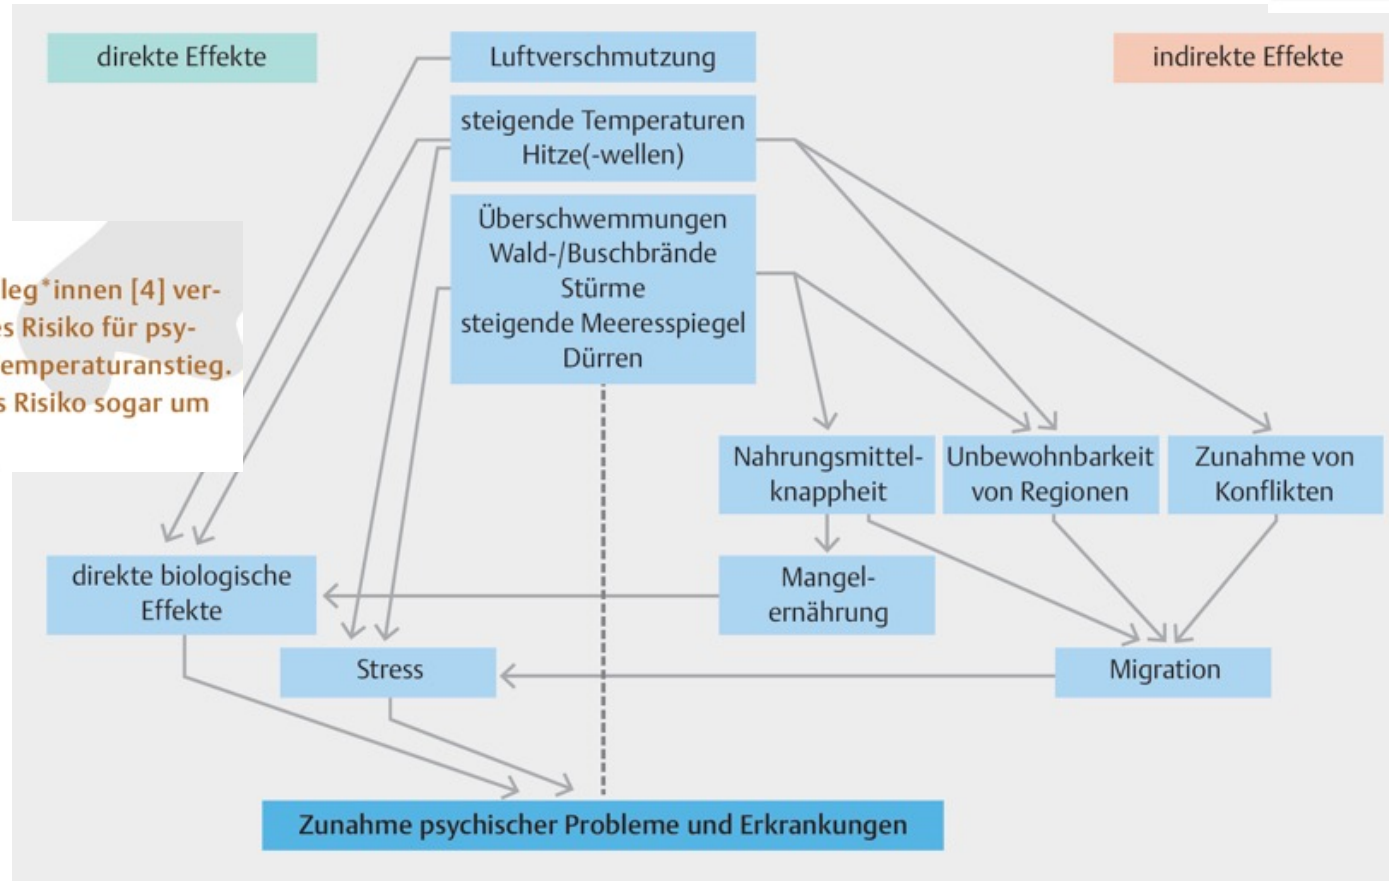 direkte Effekte
Luftverschmutzung
indirekte Effekte
steigende Temperaturen
Hitze(-wellen)
Überschwemmungen
Wald-/Buschbrände
Stürme
steigende Meeresspiegel
Dürren
leg*innen [4] ver-
es Risiko für psy-
emperaturanstieg.
s Risiko sogar um
Nahrungsmittel-
knappheit
Unbewohnbarkeit
von Regionen
Zunahme von
Konflikten
direkte biologische
Effekte
Mangel-
ernährung
Stress
Migration
Zunahme psychischer Probleme und Erkrankungen